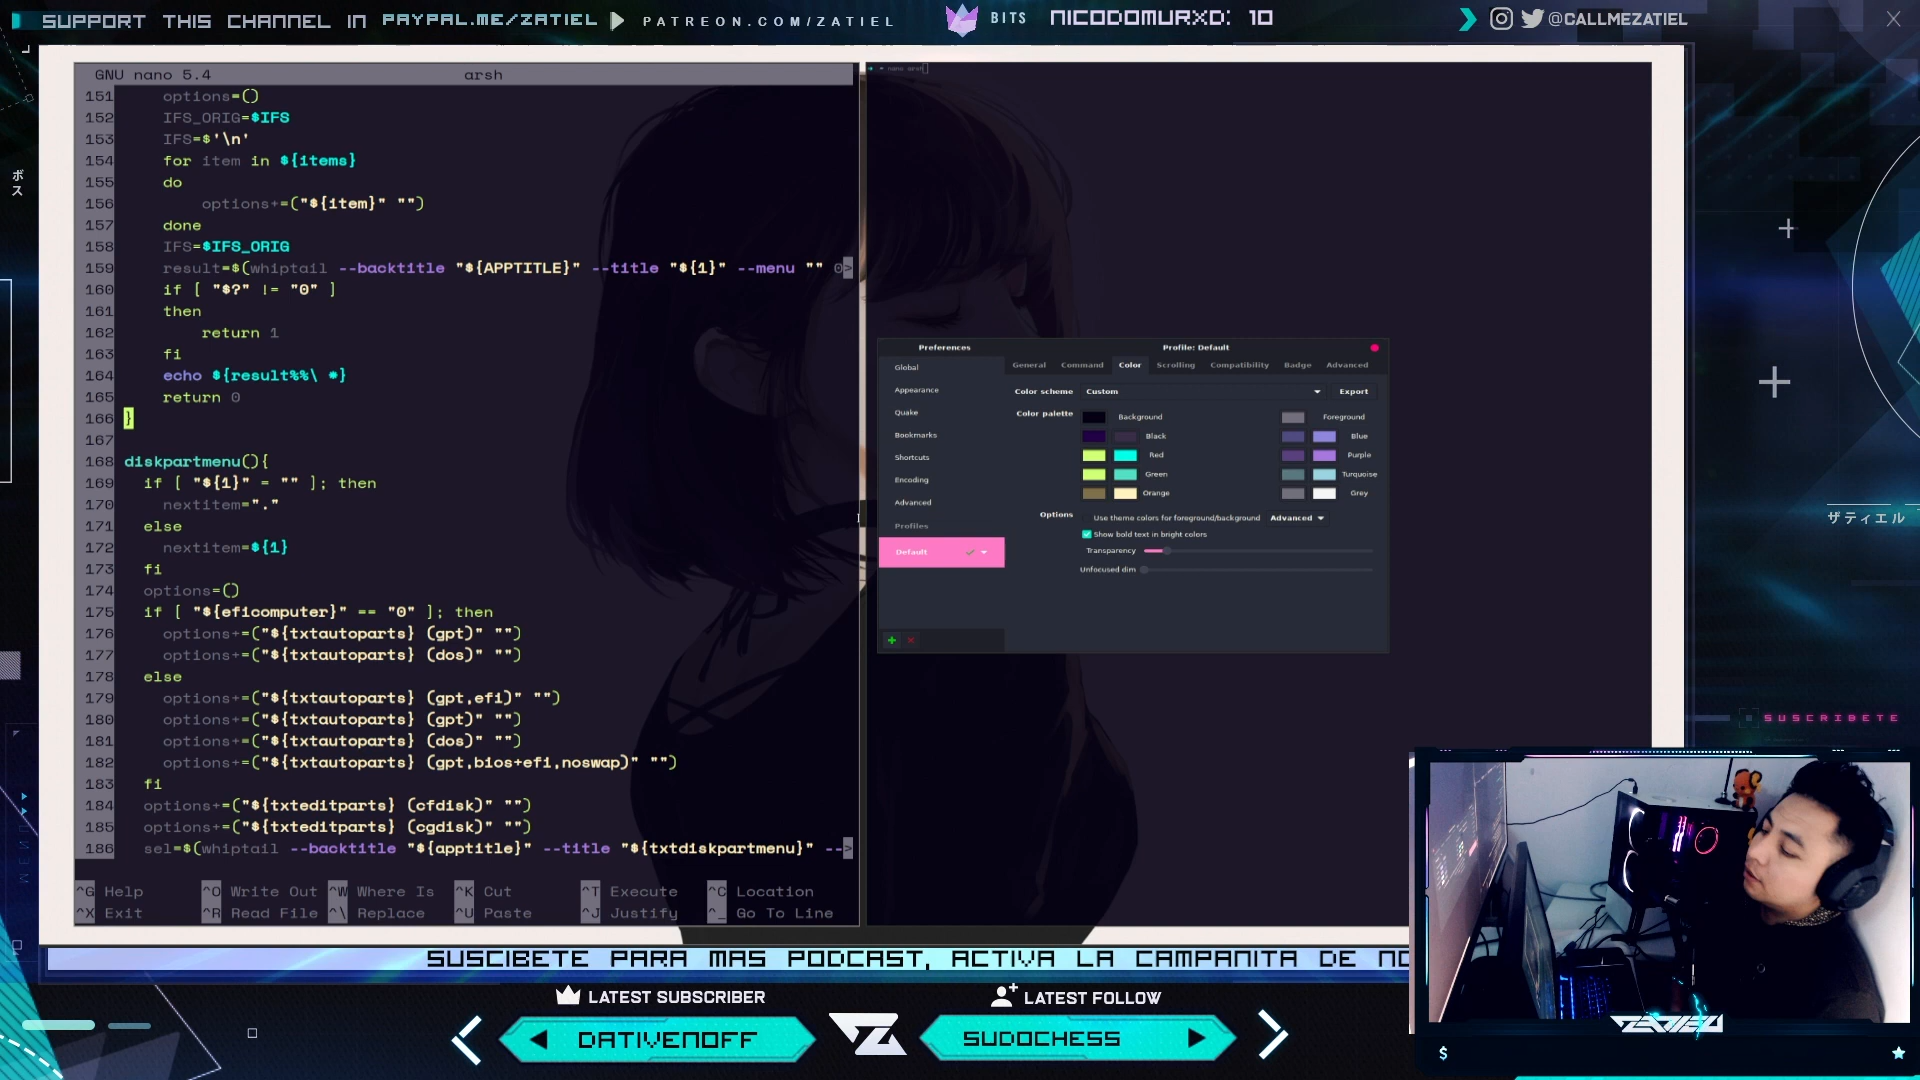 SUPPORT THIS CHANNEL IN PAYPAL.ME/ZATIEL PATREON.COM/ZATIEL BITS NICODOMURXD: 10 @CALLMEZATIEL
GNU nano 5.4 arsh
151 options=()
152 IFS_ORIG=$IFS
153 IFS=$'\n'
154 for item in ${items}
155 do
156 options+=("${item}" "")
157 done
158 IFS=$IFS_ORIG
159 result=$(whiptail --backtitle "${APPTITLE}" --title "${1}" --menu "" 0>
160 if [ "$?" != "0" ]
161 then
162 return 1
163 fi
164 echo ${result%%\ *}
165 return 0
166 }
167
168 diskpartmenu(){
169 if [ "${1}" = "" ]; then
170 nextitem="."
171 else
172 nextitem=${1}
173 fi
174 options=()
175 if [ "${eficomputer}" == "0" ]; then
176 options+=("${txtautoparts} (gpt)" "")
177 options+=("${txtautoparts} (dos)" "")
178 else
179 options+=("${txtautoparts} (gpt,efi)" "")
180 options+=("${txtautoparts} (gpt)" "")
181 options+=("${txtautoparts} (dos)" "")
182 options+=("${txtautoparts} (gpt,bios+efi,noswap)" "")
183 fi
184 options+=("${txteditparts} (cfdisk)" "")
185 options+=("${txteditparts} (cgdisk)" "")
186 sel=$(whiptail --backtitle "${apptitle}" --title "${txtdiskpartmenu}" -->
^G Help ^O Write Out ^W Where Is ^K Cut ^T Execute ^C Location
^X Exit ^R Read File ^\ Replace ^U Paste ^J Justify ^_ Go To Line
nano arsh
Preferences Profile: Default
Global
Appearance
Quake
Bookmarks
Shortcuts
Encoding
Advanced
Profiles
Default
General Command Color Scrolling Compatibility Badge Advanced
Color scheme Custom Export
Color palette Background Foreground
Black Blue
Red Purple
Green Turquoise
Orange Grey
Options Use theme colors for foreground/background Advanced
Show bold text in bright colors
Transparency
Unfocused dim
ボス
ザティエル
SUSCRIBETE
SUSCIBETE PARA MAS PODCAST, ACTIVA LA CAMPANITA DE NO
LATEST SUBSCRIBER LATEST FOLLOW
DATIVENOFF SUDOCHESS
ZATIEL
$